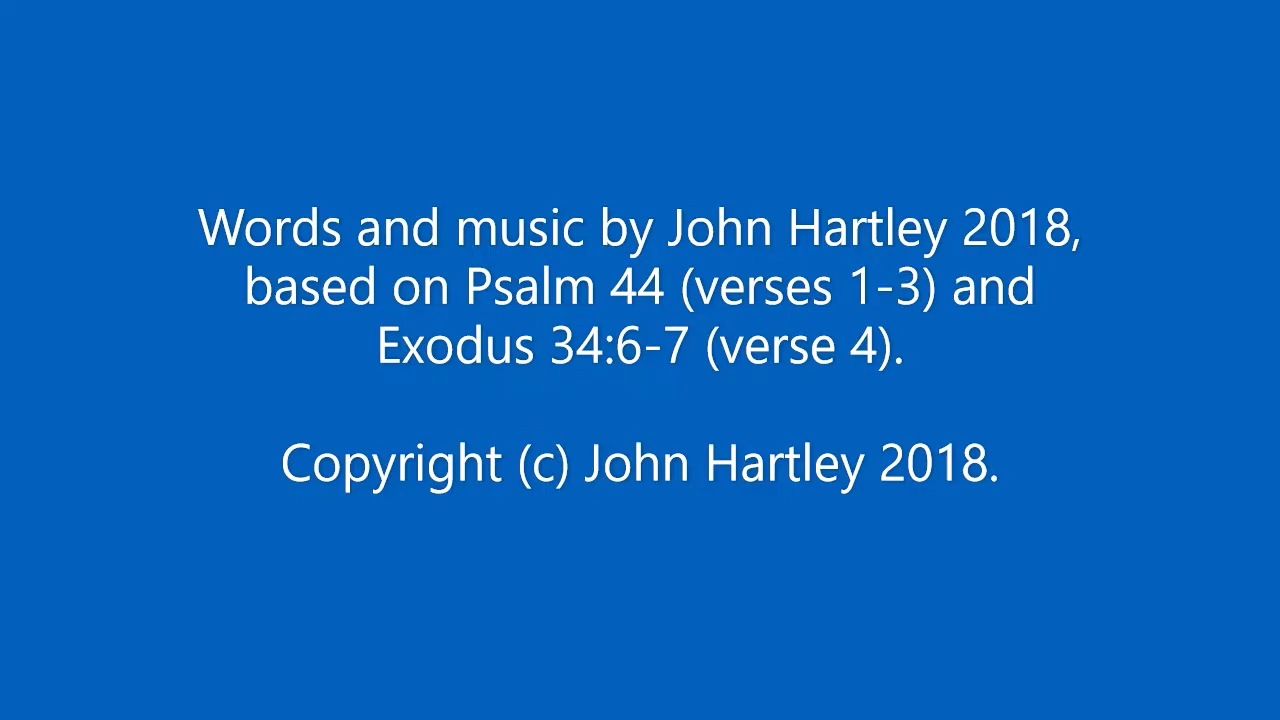 Words and music by John Hartley 2018,
based on Psalm 44 (verses 1-3) and
Exodus 34:6-7 (verse 4).
Copyright (c) John Hartley 2018.